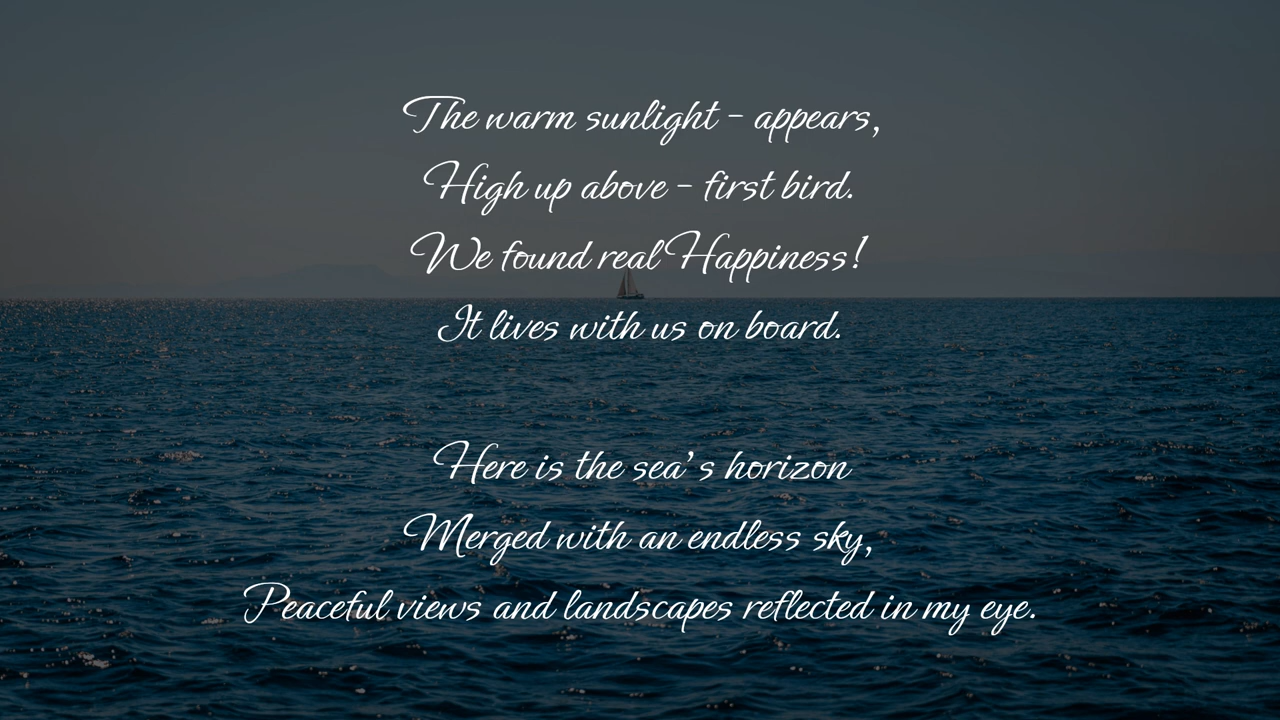 The warm sunlight - appears,
High up above - first bird.
We found real Happiness!
It lives with us on board.
Here is the sea's horizon
Merged with an endless sky,
Peaceful views and landscapes reflected in my eye.